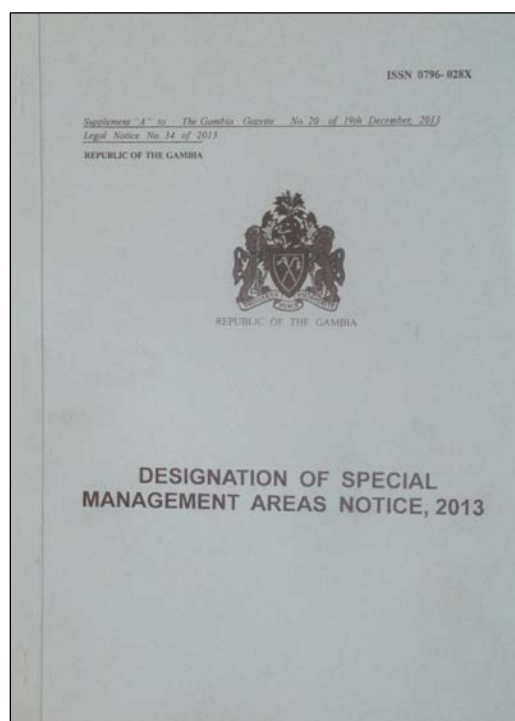 ISSN 0796-028X
Supplement "A" to The Gambia Gazette No. 20 of 19th December, 2013
Legal Notice No. 34 of 2013
REPUBLIC OF THE GAMBIA
REPUBLIC OF THE GAMBIA
DESIGNATION OF SPECIAL
MANAGEMENT AREAS NOTICE, 2013